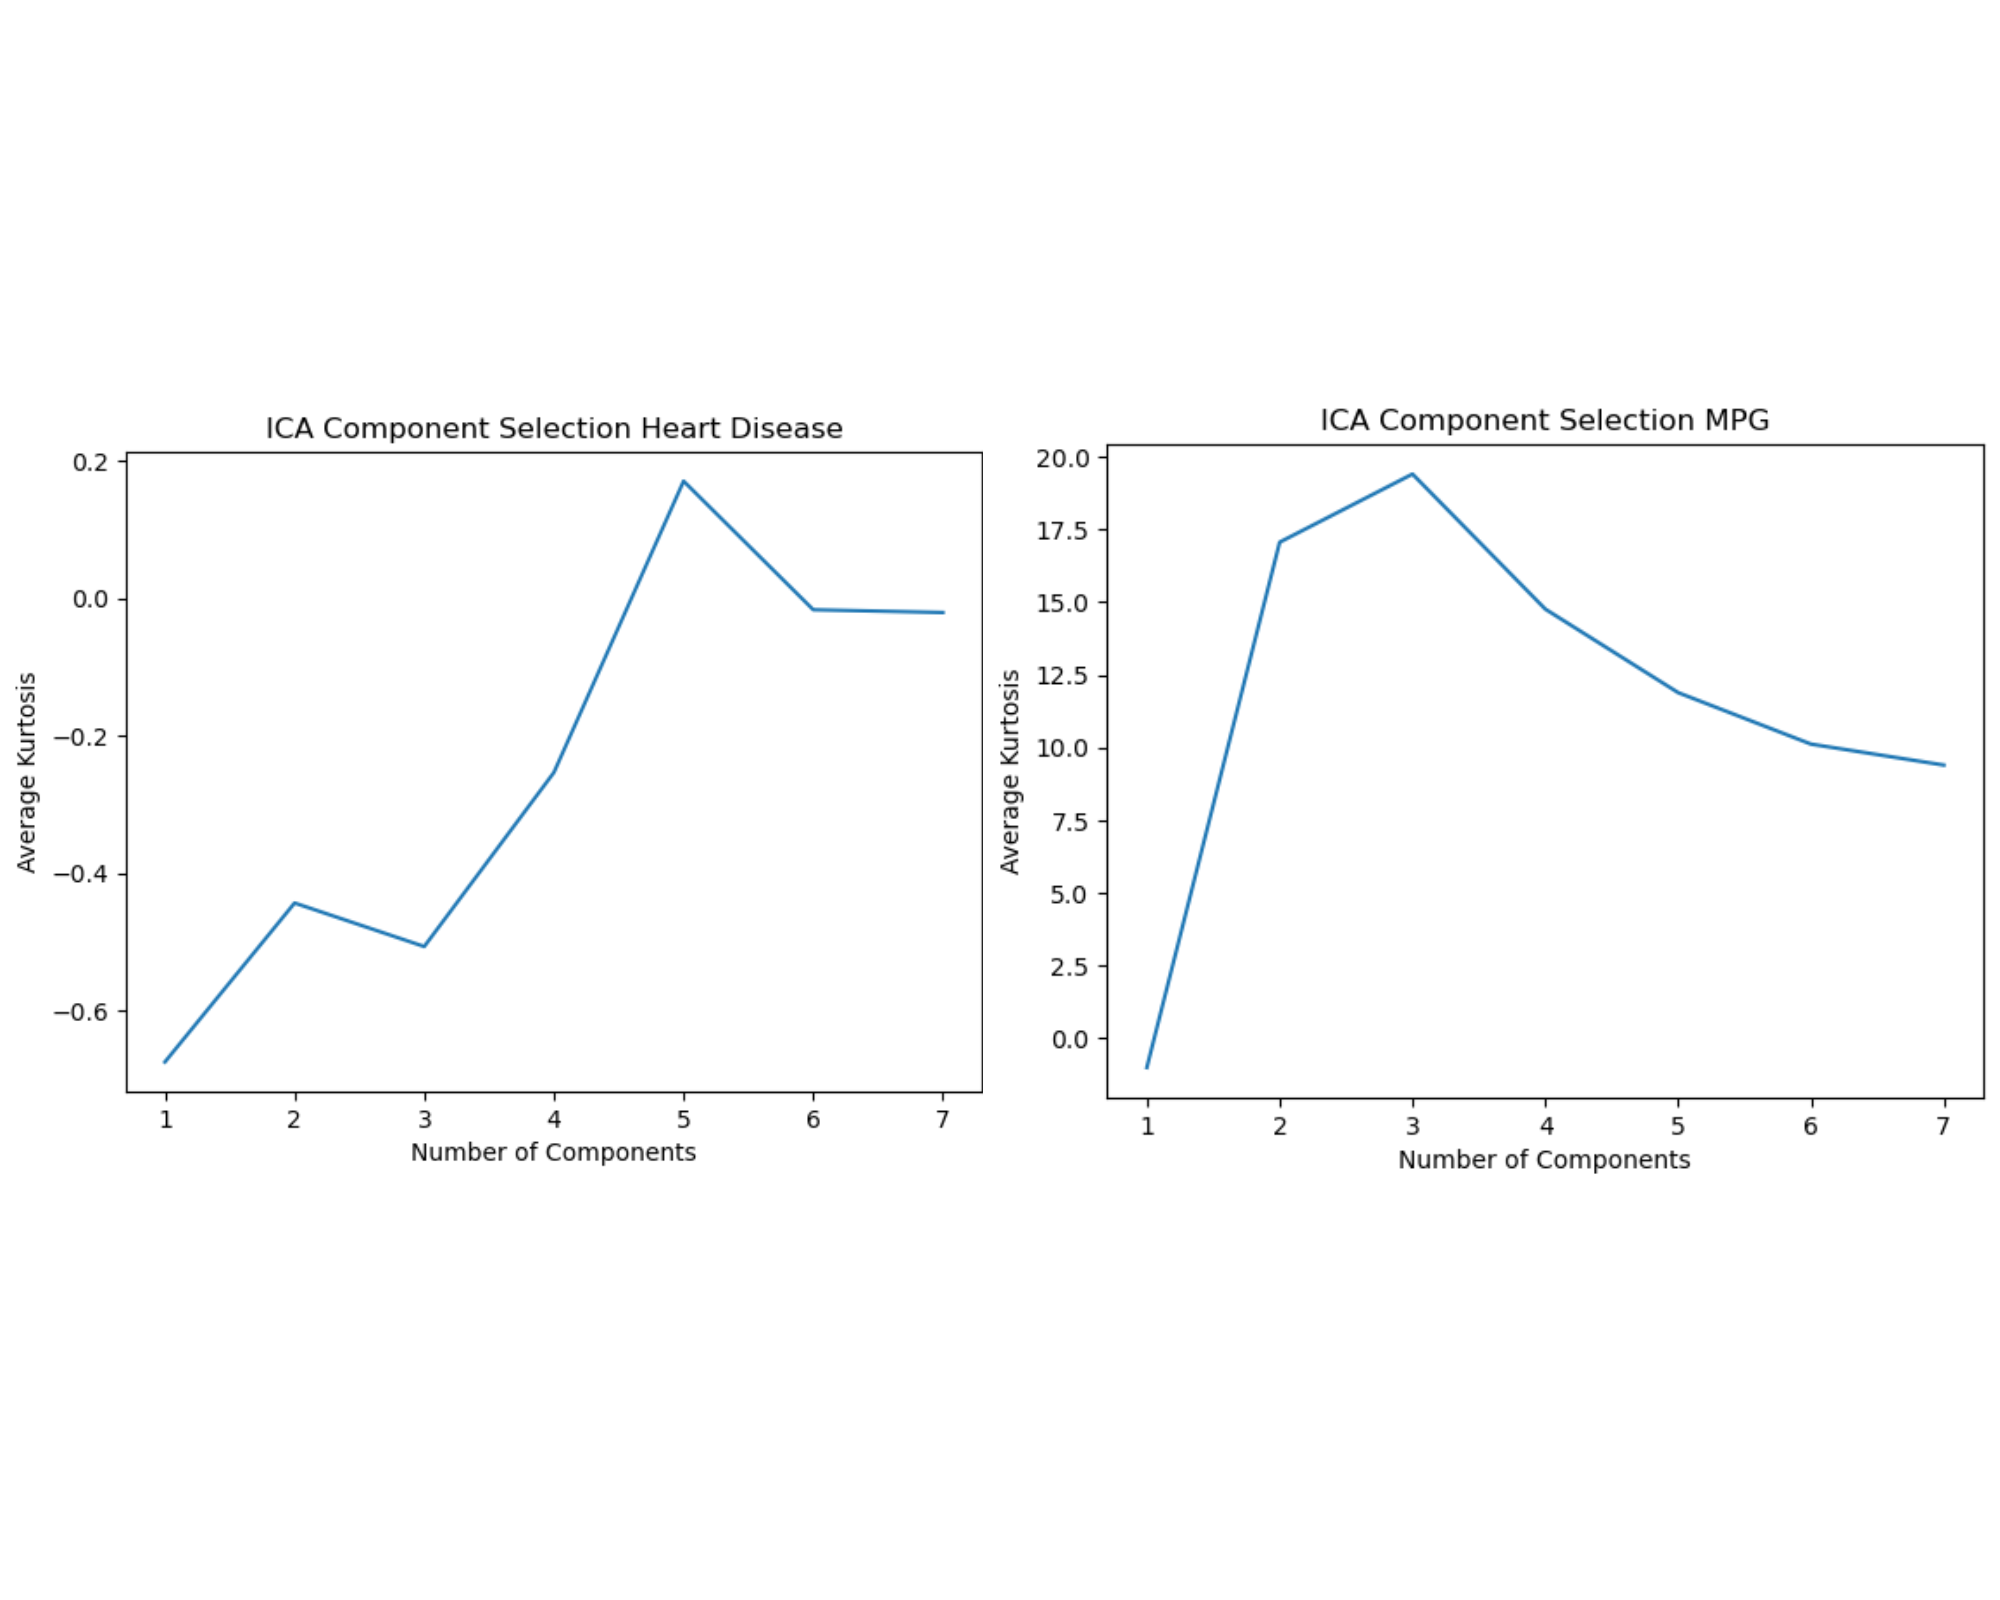 ICA Component Selection Heart Disease
0.2
0.0
−0.2
−0.4
−0.6
Average Kurtosis
1 2 3 4 5 6 7
Number of Components
ICA Component Selection MPG
20.0
17.5
15.0
12.5
10.0
7.5
5.0
2.5
0.0
Average Kurtosis
1 2 3 4 5 6 7
Number of Components